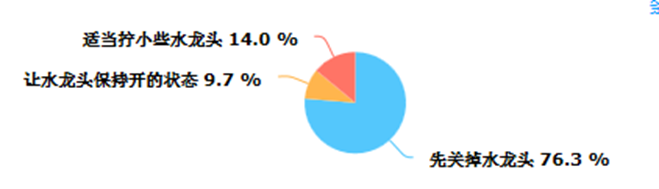 适当拧小些水龙头 14.0 %
让水龙头保持开的状态 9.7 %
先关掉水龙头 76.3 %